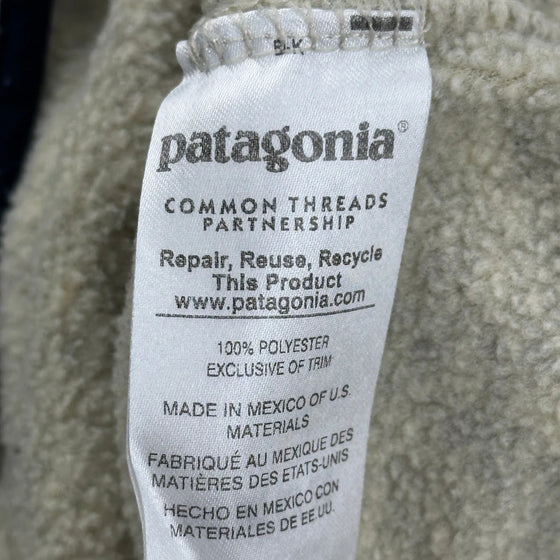 patagonia®
COMMON THREADS
PARTNERSHIP
Repair, Reuse, Recycle
This Product
www.patagonia.com
100% POLYESTER
EXCLUSIVE OF TRIM
MADE IN MEXICO OF U.S.
MATERIALS
FABRIQUÉ AU MEXIQUE DES
MATIÈRES DES ETATS-UNIS
HECHO EN MEXICO CON
MATERIALES DE EE.UU.